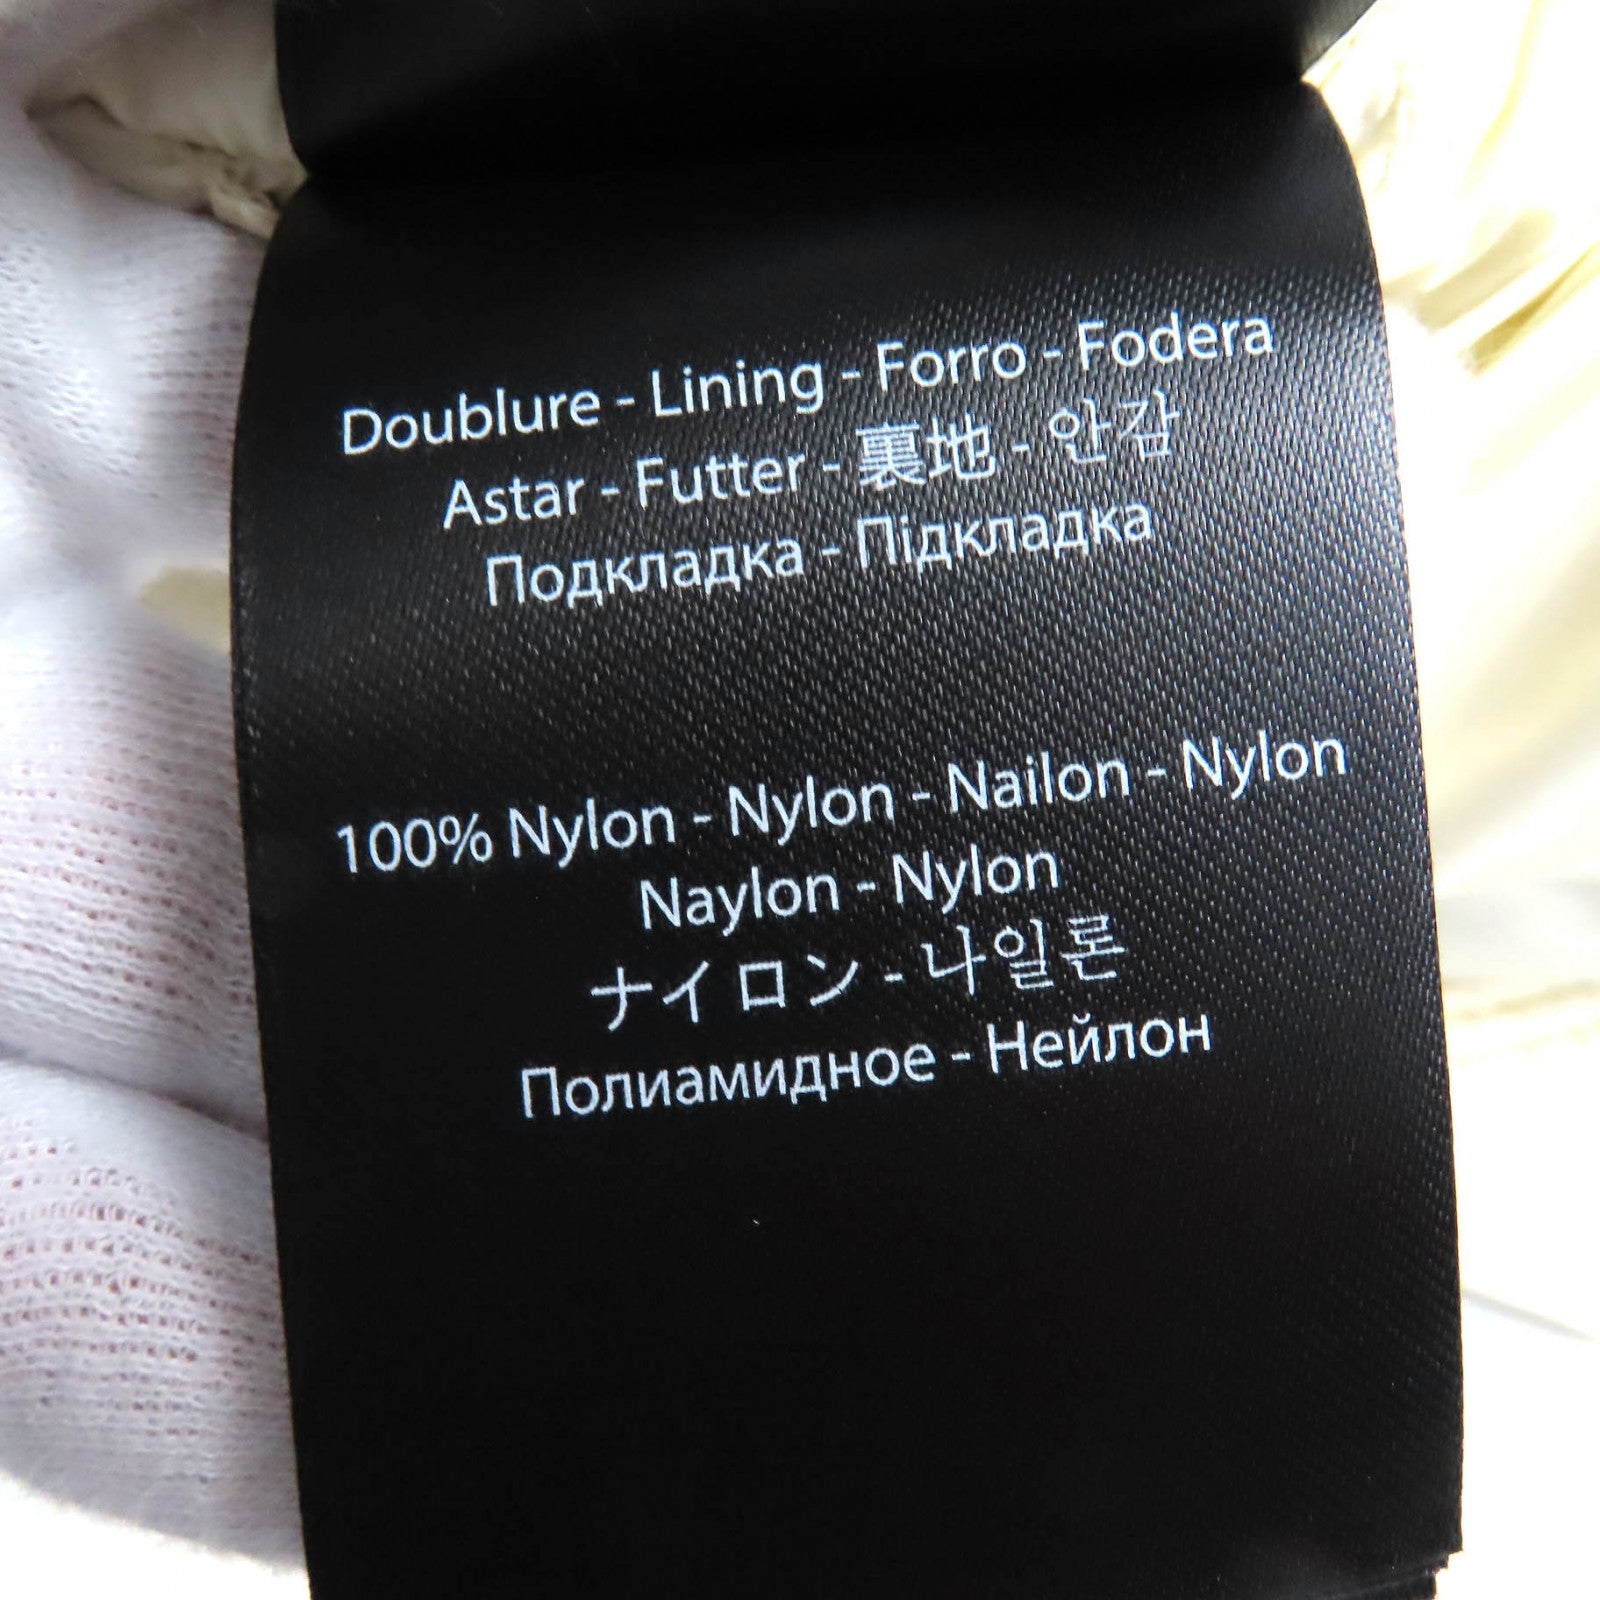 Doublure - Lining - Forro - Fodera
Astar - Futter - 裏地 - 안감
Подкладка - Підкладка
100% Nylon - Nylon - Nailon - Nylon
Naylon - Nylon
ナイロン - 나일론
Полиамидное - Нейлон